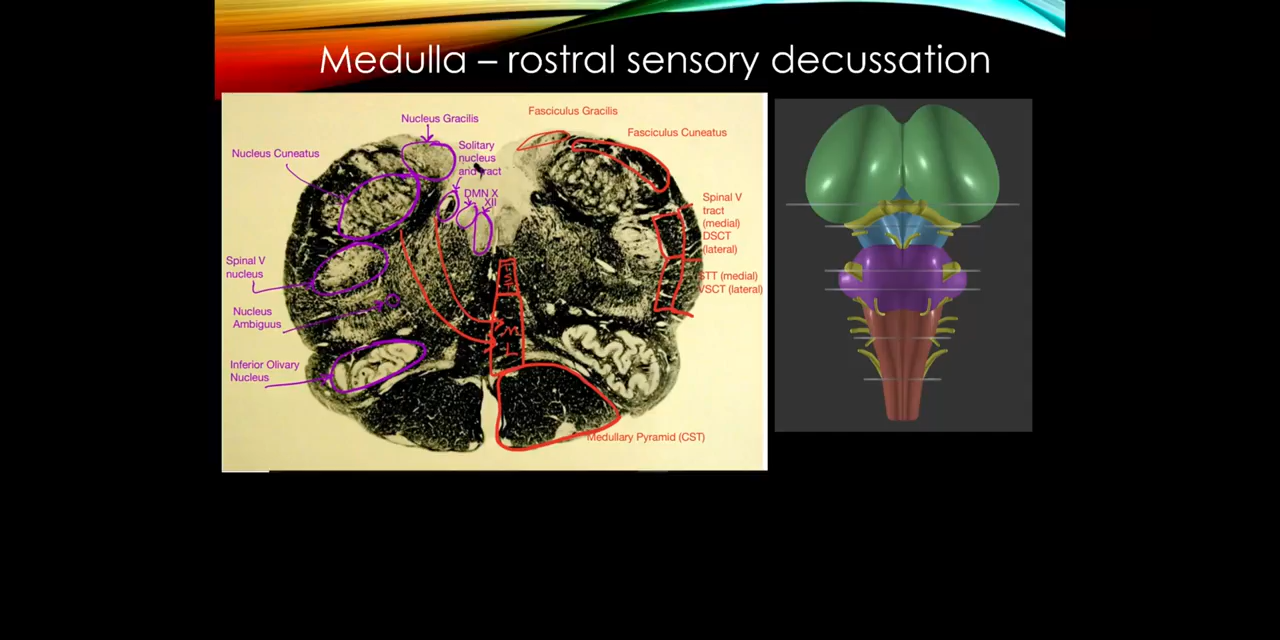 Medulla – rostral sensory decussation
Fasciculus Gracilis
Nucleus Gracilis
Fasciculus Cuneatus
Solitary
nucleus
and tract
Nucleus Cuneatus
DMN X
XII
Spinal V
tract
(medial)
DSCT
(lateral)
Spinal V
nucleus
STT (medial)
VSCT (lateral)
Nucleus
Ambiguus
Inferior Olivary
Nucleus
M
L
Medullary Pyramid (CST)